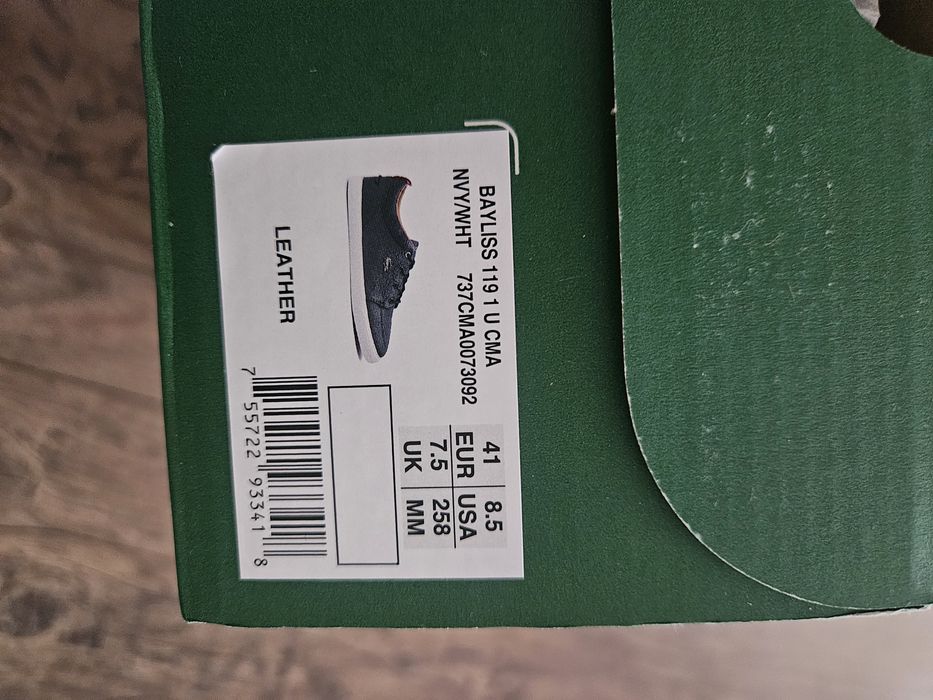 BAYLISS 119 1 U CMA
NVY/WHT 737CMA0073092
41 8.5
EUR USA
7.5 258
UK MM
LEATHER
7 55722 93341 8